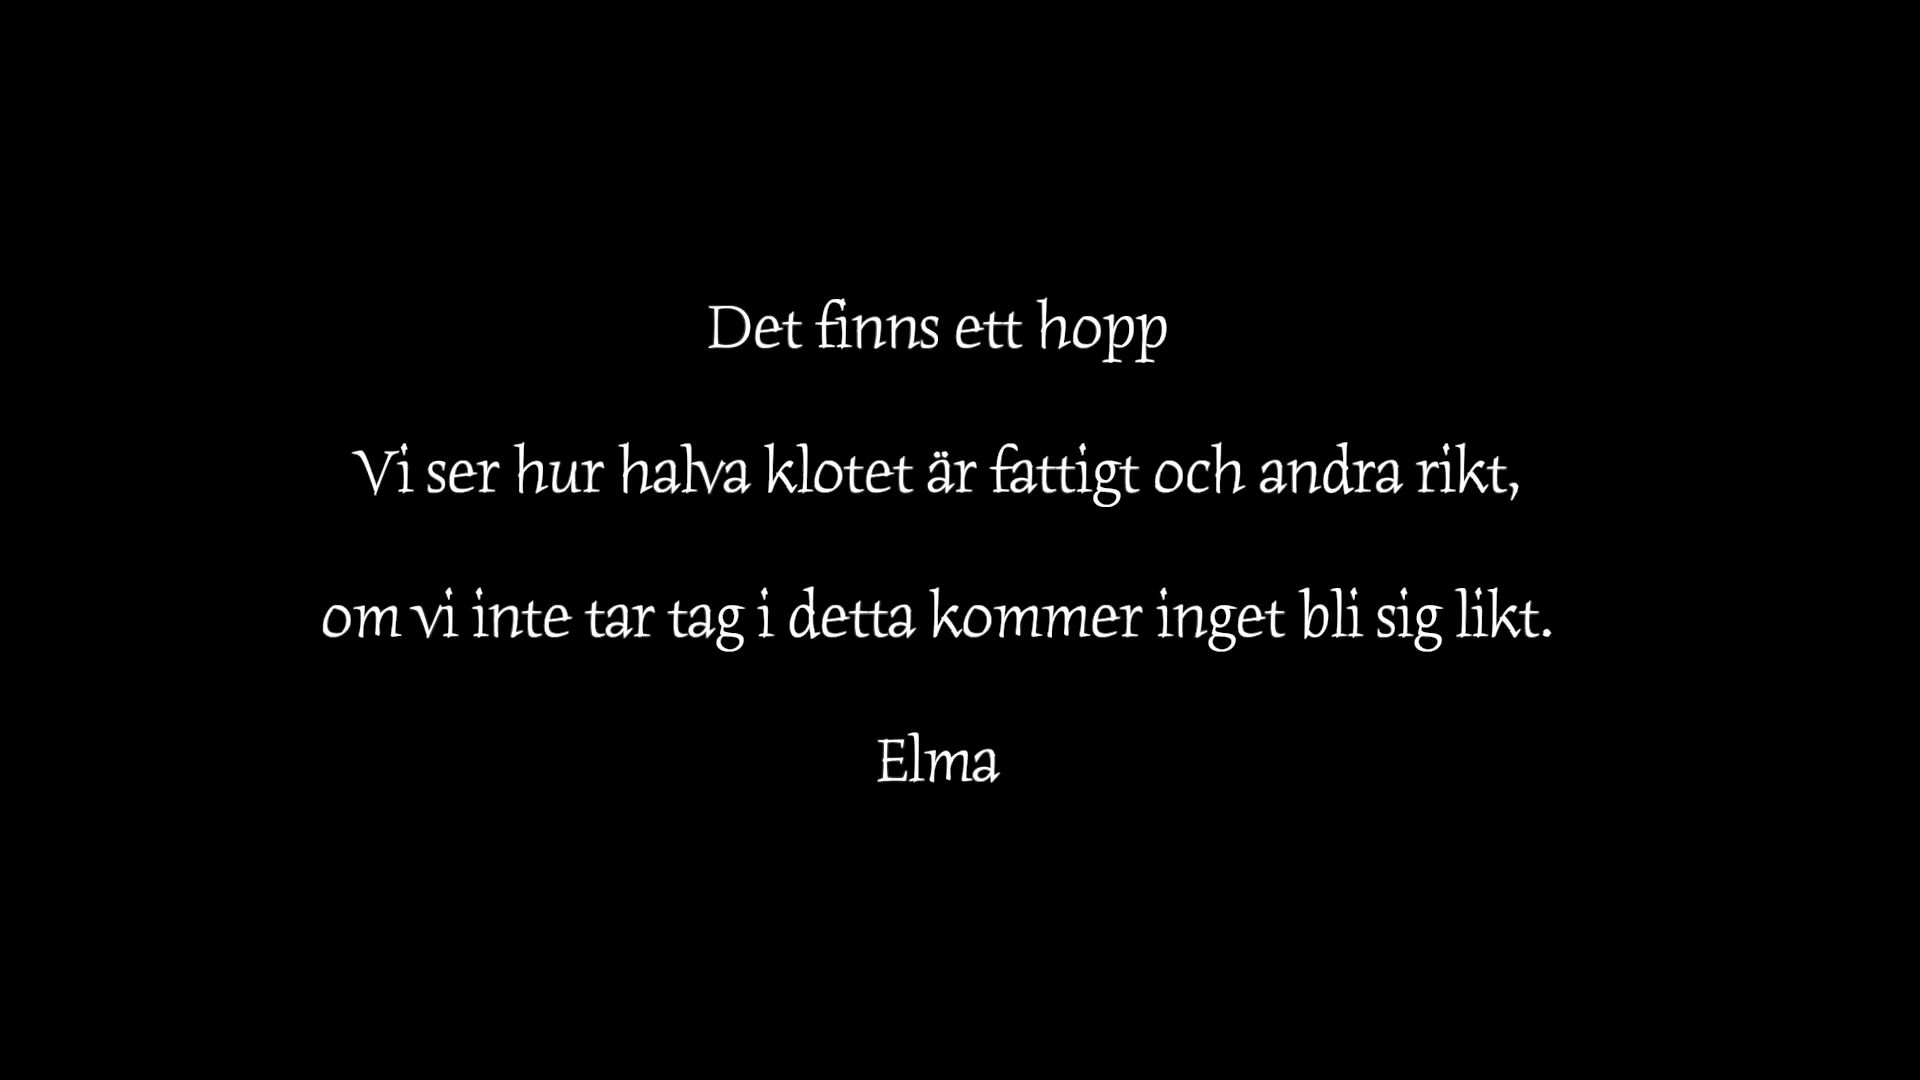 Det finns ett hopp
Vi ser hur halva klotet är fattigt och andra rikt,
om vi inte tar tag i detta kommer inget bli sig likt.
Elma